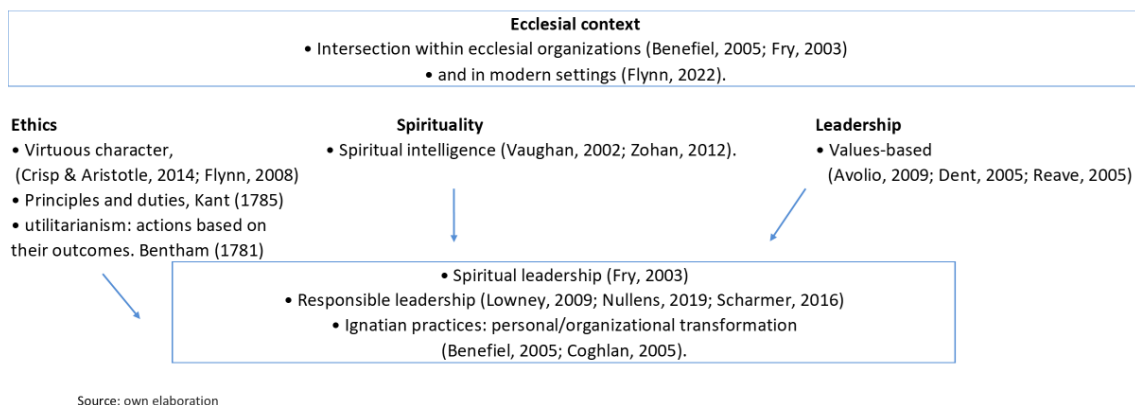 Ecclesial context
• Intersection within ecclesial organizations (Benefiel, 2005; Fry, 2003)
• and in modern settings (Flynn, 2022).
Ethics
• Virtuous character,
(Crisp & Aristotle, 2014; Flynn, 2008)
• Principles and duties, Kant (1785)
• utilitarianism: actions based on
their outcomes. Bentham (1781)
Spirituality
• Spiritual intelligence (Vaughan, 2002; Zohan, 2012).
Leadership
• Values-based
(Avolio, 2009; Dent, 2005; Reave, 2005)
• Spiritual leadership (Fry, 2003)
• Responsible leadership (Lowney, 2009; Nullens, 2019; Scharmer, 2016)
• Ignatian practices: personal/organizational transformation
(Benefiel, 2005; Coghlan, 2005).
Source: own elaboration